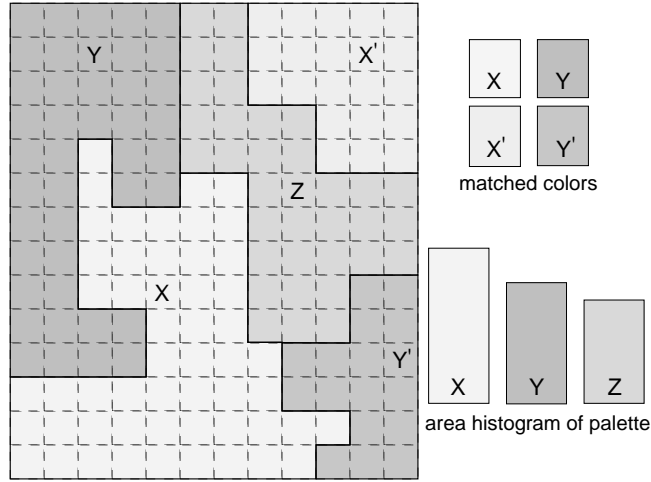 Y
X'
Z
X
Y'
X Y
X' Y'
matched colors
X Y Z
area histogram of palette